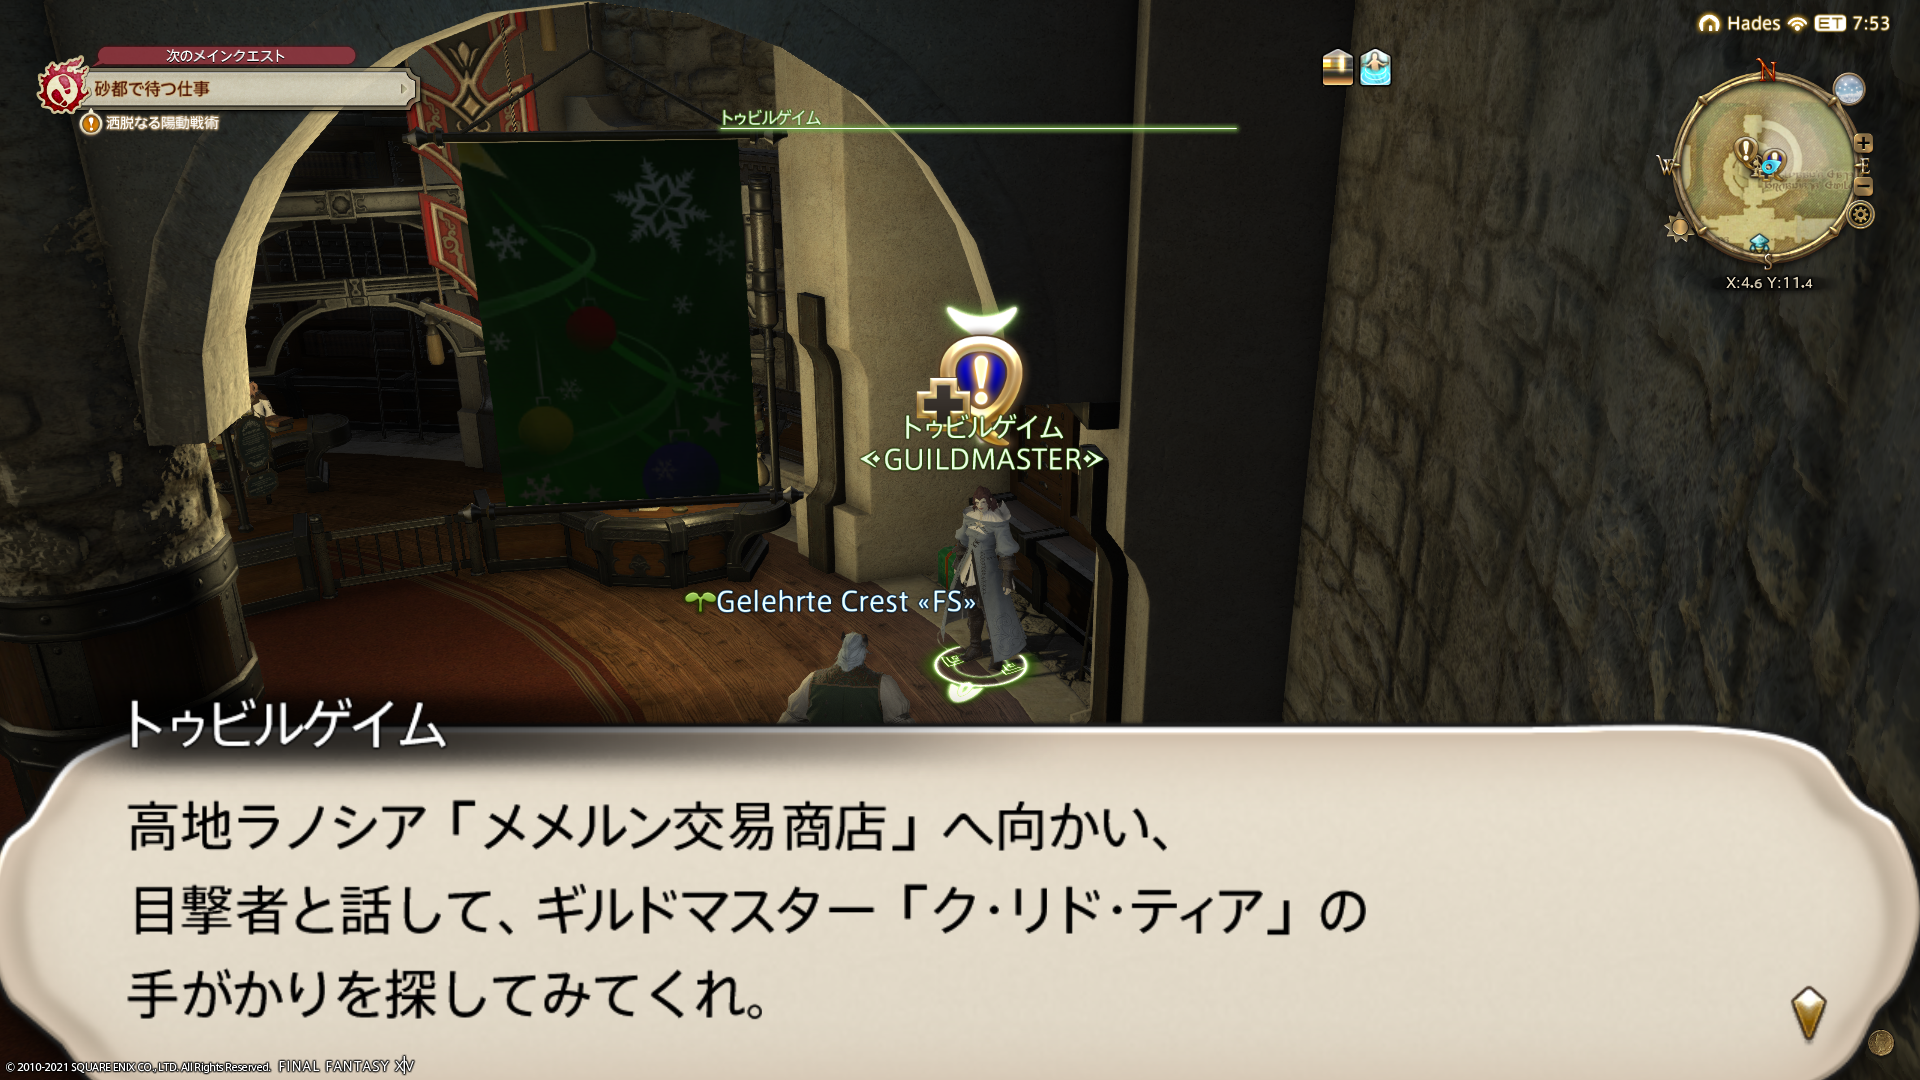 Hades ET 7:53
次のメインクエスト
砂都で待つ仕事
洒脱なる陽動戦術
トゥビルゲイム
N
W
E
S
X:4.6 Y:11.4
トゥビルゲイム
GUILDMASTER
Gelehrte Crest «FS»
トゥビルゲイム
高地ラノシア「メメルン交易商店」へ向かい、
目撃者と話して、ギルドマスター「ク・リド・ティア」の
手がかりを探してみてくれ。
© 2010-2021 SQUARE ENIX CO., LTD. All Rights Reserved. FINAL FANTASY XIV